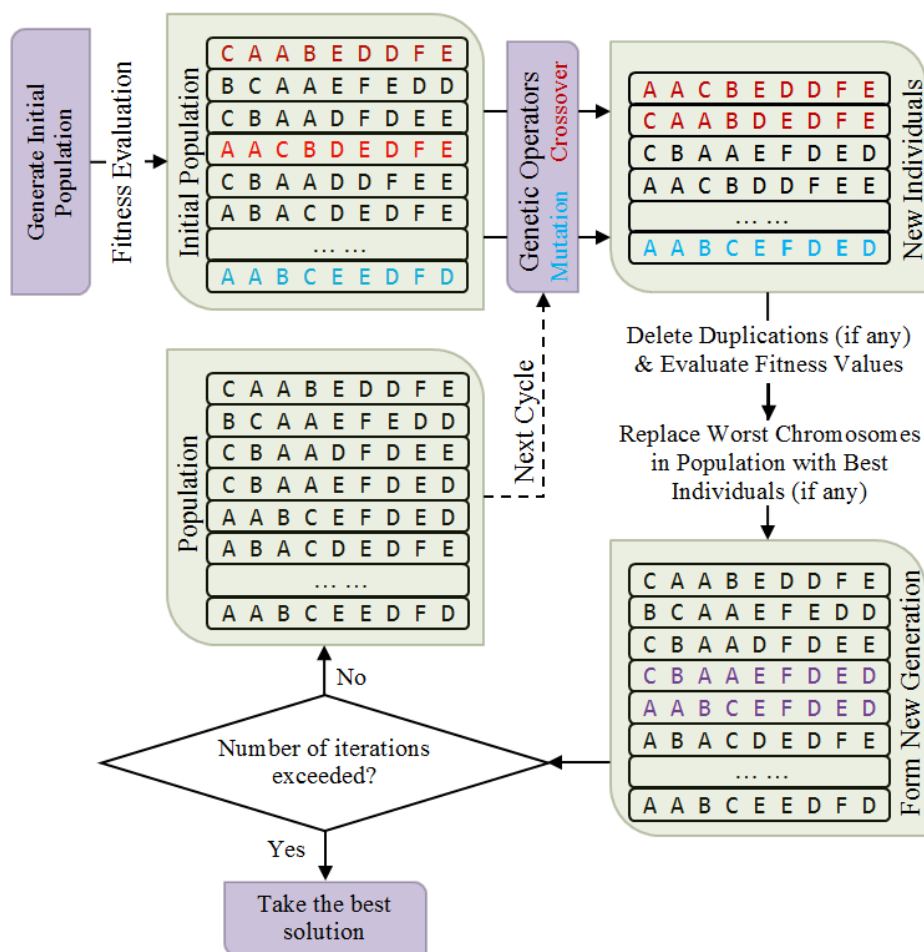 Generate Initial
Population
Fitness Evaluation
Initial Population
C A A B E D D F E
B C A A E F E D D
C B A A D F D E E
A A C B D E D F E
C B A A D D F E E
A B A C D E D F E
... ...
A A B C E E D F D
Genetic Operators
Mutation Crossover
New Individuals
A A C B E D D F E
C A A B D E D F E
C B A A E F D E D
A A C B D D F E E
... ...
A A B C E F D E D
Delete Duplications (if any)
& Evaluate Fitness Values
Replace Worst Chromosomes
in Population with Best
Individuals (if any)
Form New Generation
C A A B E D D F E
B C A A E F E D D
C B A A D F D E E
C B A A E F D E D
A A B C E F D E D
A B A C D E D F E
... ...
A A B C E E D F D
Number of iterations
exceeded?
No
Population
C A A B E D D F E
B C A A E F E D D
C B A A D F D E E
C B A A E F D E D
A A B C E F D E D
A B A C D E D F E
... ...
A A B C E E D F D
Next Cycle
Yes
Take the best
solution